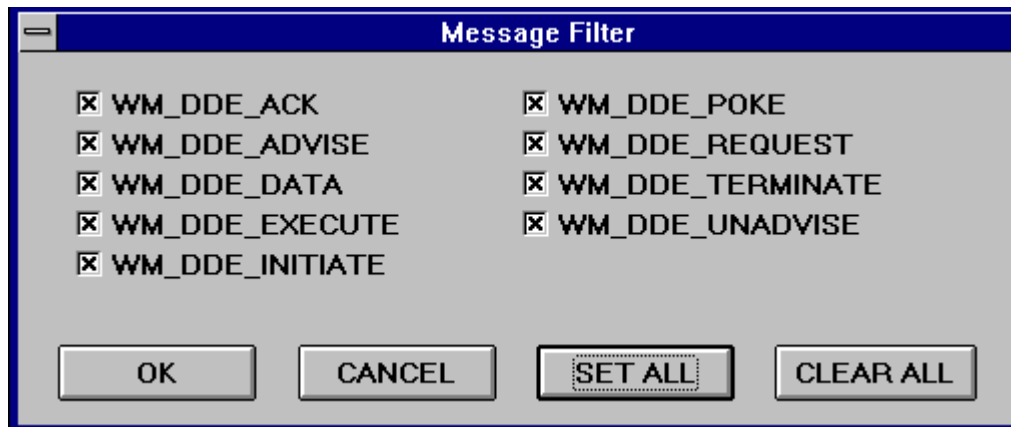 Message Filter
WM_DDE_ACK
WM_DDE_ADVISE
WM_DDE_DATA
WM_DDE_EXECUTE
WM_DDE_INITIATE
WM_DDE_POKE
WM_DDE_REQUEST
WM_DDE_TERMINATE
WM_DDE_UNADVISE
OK CANCEL SET ALL CLEAR ALL